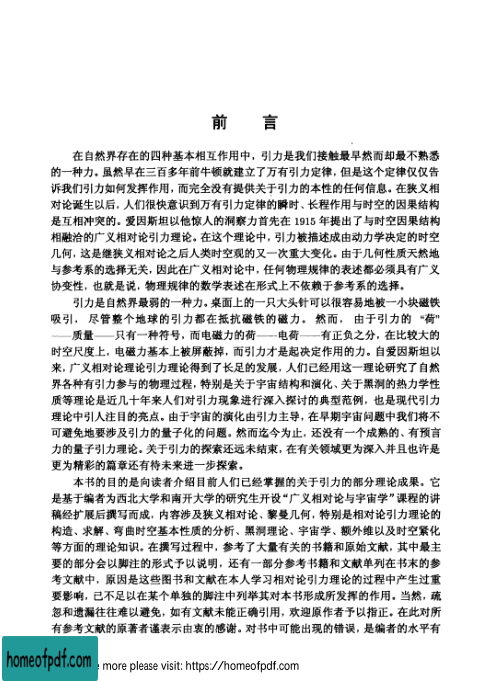 前 言
在自然界存在的四种基本相互作用中，引力是我们接触最早然而却最不熟悉
的一种力。虽然早在三百多年前牛顿就建立了万有引力定律，但是这个定律仅仅告
诉我们引力如何发挥作用，而完全没有提供关于引力的本性的任何信息。在狭义相
对论诞生以后，人们很快意识到万有引力定律的瞬时、长程作用与时空的因果结构
是互相冲突的。爱因斯坦以他惊人的洞察力首先在 1915 年提出了与时空因果结构
相融洽的广义相对论引力理论。在这个理论中，引力被描述成由动力学决定的时空
几何，这是继狭义相对论之后人类时空观的又一次重大变化。由于几何性质天然地
与参考系的选择无关，因此在广义相对论中，任何物理规律的表述都必须具有广义
协变性，也就是说，物理规律的数学表述在形式上不依赖于参考系的选择。
引力是自然界最弱的一种力。桌面上的一只大头针可以很容易地被一小块磁铁
吸引， 尽管整个地球的引力都在抵抗磁铁的磁力。 然而， 由于引力的 “荷”
——质量——只有一种符号，而电磁力的荷——电荷——有正负之分，在比较大的
时空尺度上，电磁力基本上被屏蔽掉，而引力才是起决定作用的力。自爱因斯坦以
来，广义相对论理论引力理论得到了长足的发展，人们已经用这一理论研究了自然
界各种有引力参与的物理过程，特别是关于宇宙结构和演化、关于黑洞的热力学性
质等理论是近几十年来人们对引力现象进行深入探讨的典型范例，也是现代引力
理论中引人注目的亮点。由于宇宙的演化由引力主导，在早期宇宙问题中我们将不
可避免地要涉及引力的量子化的问题。然而迄今为止，还没有一个成熟的、有预言
力的量子引力理论。关于引力的探索还远未结束，在有关领域更为深入并且也许是
更为精彩的篇章还有待未来进一步探索。
本书的目的是向读者介绍目前人们已经掌握的关于引力的部分理论成果。它
是基于编者为西北大学和南开大学的研究生开设“广义相对论与宇宙学”课程的讲
稿经扩展后撰写而成，内容涉及狭义相对论、黎曼几何，特别是相对论引力理论的
构造、求解、弯曲时空基本性质的分析、黑洞理论、宇宙学、额外维以及时空紧化
等方面的理论知识。在撰写过程中，参考了大量有关的书籍和原始文献，其中最主
要的部分会以脚注的形式予以说明，还有一部分参考书籍和文献单列在书末的参
考文献中，原因是这些图书和文献在本人学习相对论引力理论的过程中产生过重
要影响，已不足以在某个单独的脚注中列举其对本书形成所发挥的作用。当然，疏
忽和遗漏往往难以避免，如有文献未能正确引用，欢迎原作者予以指正。在此对所
有参考文献的原著者谨表示由衷的感谢。对书中可能出现的错误，是编者的水平有
homeofpdf.com
e more please visit: https://homeofpdf.com